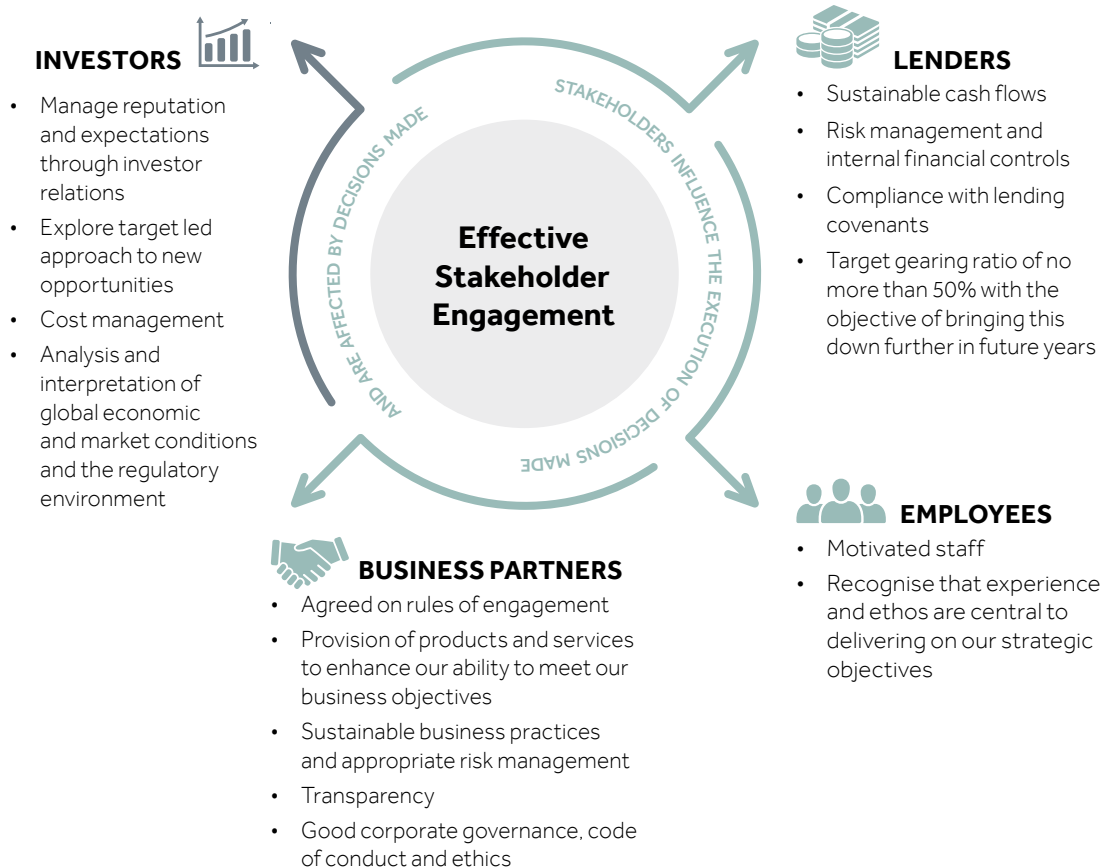 INVESTORS
• Manage reputation
and expectations
through investor
relations
• Explore target led
approach to new
opportunities
• Cost management
• Analysis and
interpretation of
global economic
and market conditions
and the regulatory
environment
STAKEHOLDERS INFLUENCE THE EXECUTION OF DECISIONS MADE
AND ARE AFFECTED BY DECISIONS MADE
Effective
Stakeholder
Engagement
LENDERS
• Sustainable cash flows
• Risk management and
internal financial controls
• Compliance with lending
covenants
• Target gearing ratio of no
more than 50% with the
objective of bringing this
down further in future years
BUSINESS PARTNERS
• Agreed on rules of engagement
• Provision of products and services
to enhance our ability to meet our
business objectives
• Sustainable business practices
and appropriate risk management
• Transparency
• Good corporate governance, code
of conduct and ethics
EMPLOYEES
• Motivated staff
• Recognise that experience
and ethos are central to
delivering on our strategic
objectives